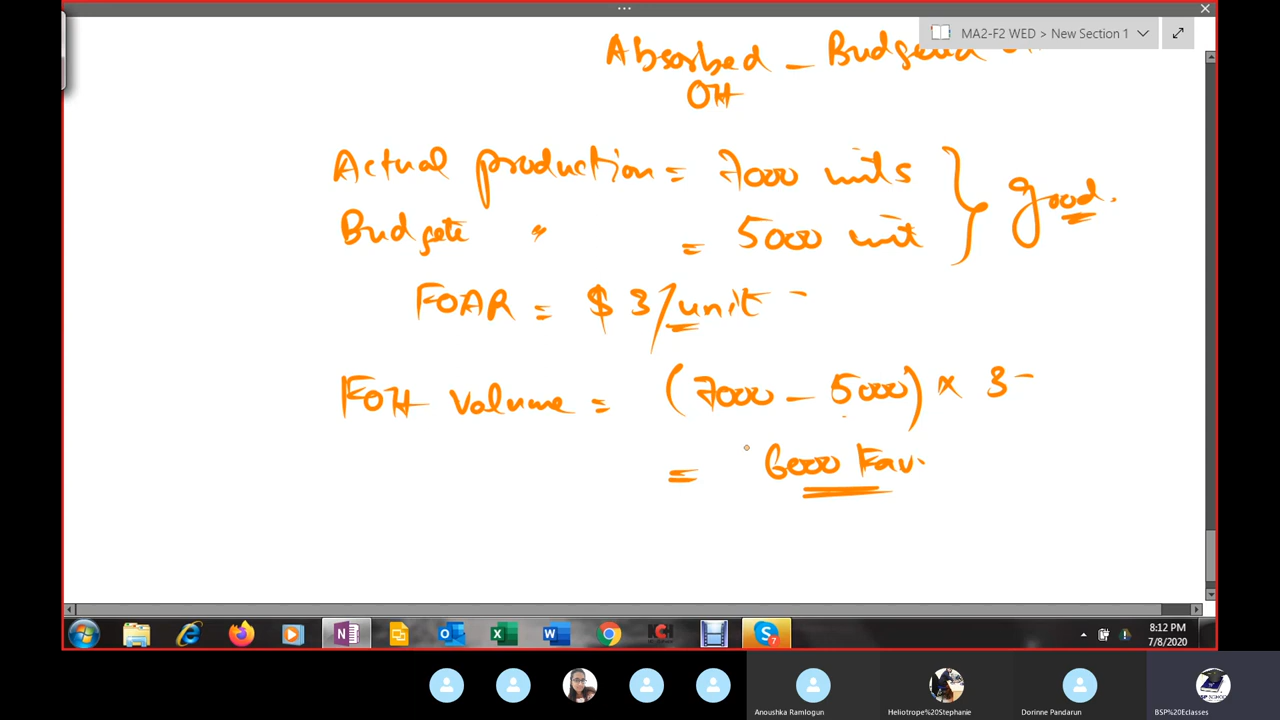 MA2-F2 WED > New Section 1
Absorbed - Budgeted
OH
Actual production = 7000 units
Budgete " = 5000 unit
good.
FOAR = $ 3/unit
FOH Volume = (7000 - 5000) x 3
= 6000 Fav.
8:12 PM
7/8/2020
Anoushka Ramlogun
Heliotrope%20Stephanie
Dorinne Pandarun
BSP%20Eclasses